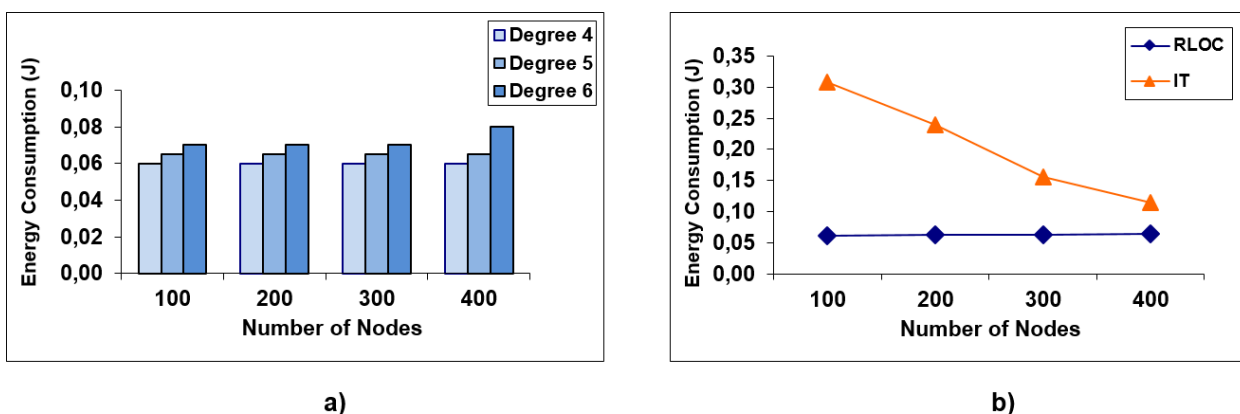 Degree 4
Degree 5
Degree 6
Energy Consumption (J)
0,10
0,08
0,06
0,04
0,02
0,00
100 200 300 400
Number of Nodes
a)
RLOC
IT
Energy Consumption (J)
0,35
0,30
0,25
0,20
0,15
0,10
0,05
0,00
100 200 300 400
Number of Nodes
b)